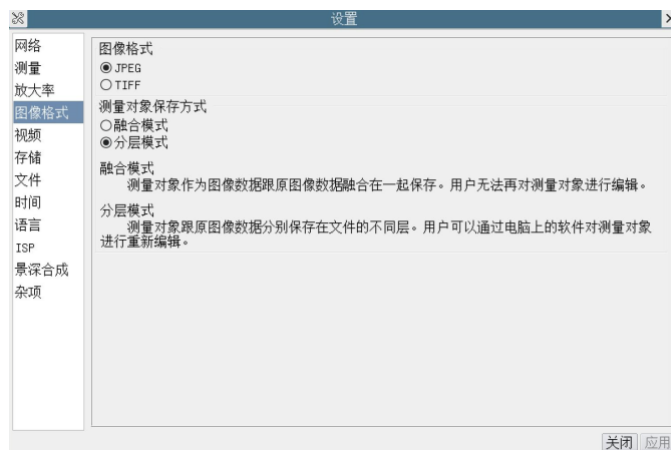 设置
网络
测量
放大率
图像格式
视频
存储
文件
时间
语言
ISP
景深合成
杂项
图像格式
JPEG
TIFF
测量对象保存方式
融合模式
分层模式
融合模式
测量对象作为图像数据跟原图像数据融合在一起保存。用户无法再对测量对象进行编辑。
分层模式
测量对象跟原图像数据分别保存在文件的不同层。用户可以通过电脑上的软件对测量对象
进行重新编辑。
关闭 应用